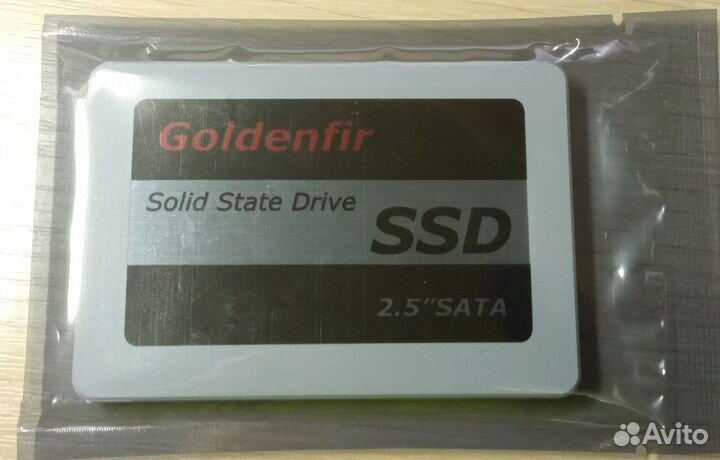 Goldenfir
Solid State Drive
SSD
2.5“SATA
Avito